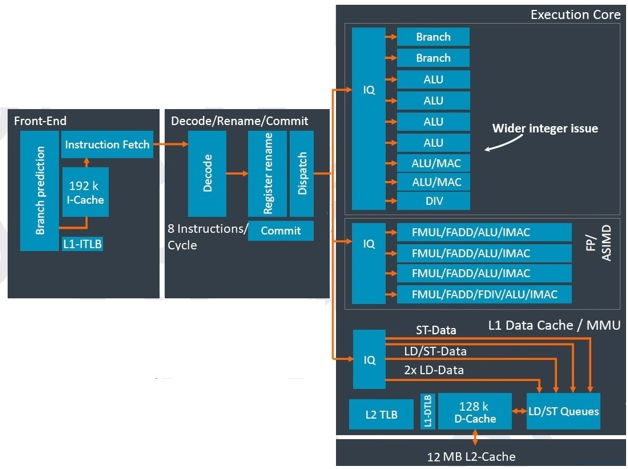 Execution Core
IQ
Branch
Branch
ALU
ALU
ALU
ALU
ALU/MAC
ALU/MAC
DIV
Wider integer issue
Front-End
Branch prediction
Instruction Fetch
192 k
I-Cache
L1-ITLB
Decode/Rename/Commit
Decode
Register rename
Dispatch
8 Instructions/
Cycle
Commit
IQ
FMUL/FADD/ALU/IMAC
FMUL/FADD/ALU/IMAC
FMUL/FADD/ALU/IMAC
FMUL/FADD/FDIV/ALU/IMAC
FP/
ASIMD
L1 Data Cache / MMU
IQ
ST-Data
LD/ST-Data
2x LD-Data
L2 TLB
L1-DTLB
128 k
D-Cache
LD/ST Queues
12 MB L2-Cache